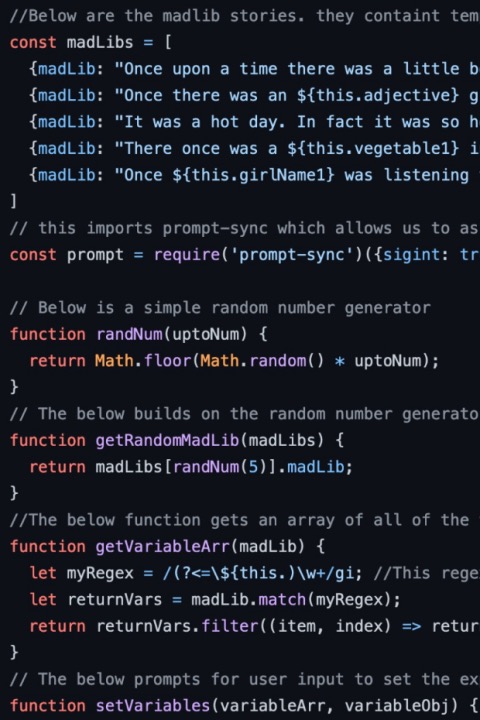 //Below are the madlib stories. they containt tem
const madLibs = [
  {madLib: "Once upon a time there was a little b
  {madLib: "Once there was an ${this.adjective} g
  {madLib: "It was a hot day. In fact it was so h
  {madLib: "There once was a ${this.vegetable1} i
  {madLib: "Once ${this.girlName1} was listening
]
// this imports prompt-sync which allows us to as
const prompt = require('prompt-sync')({sigint: tr
// Below is a simple random number generator
function randNum(uptoNum) {
  return Math.floor(Math.random() * uptoNum);
}
// The below builds on the random number generato
function getRandomMadLib(madLibs) {
  return madLibs[randNum(5)].madLib;
}
//The below function gets an array of all of the
function getVariableArr(madLib) {
  let myRegex = /(?<=\${this.)\w+/gi; //This rege
  let returnVars = madLib.match(myRegex);
  return returnVars.filter((item, index) => retur
}
// The below prompts for user input to set the ex
function setVariables(variableArr, variableObj) {